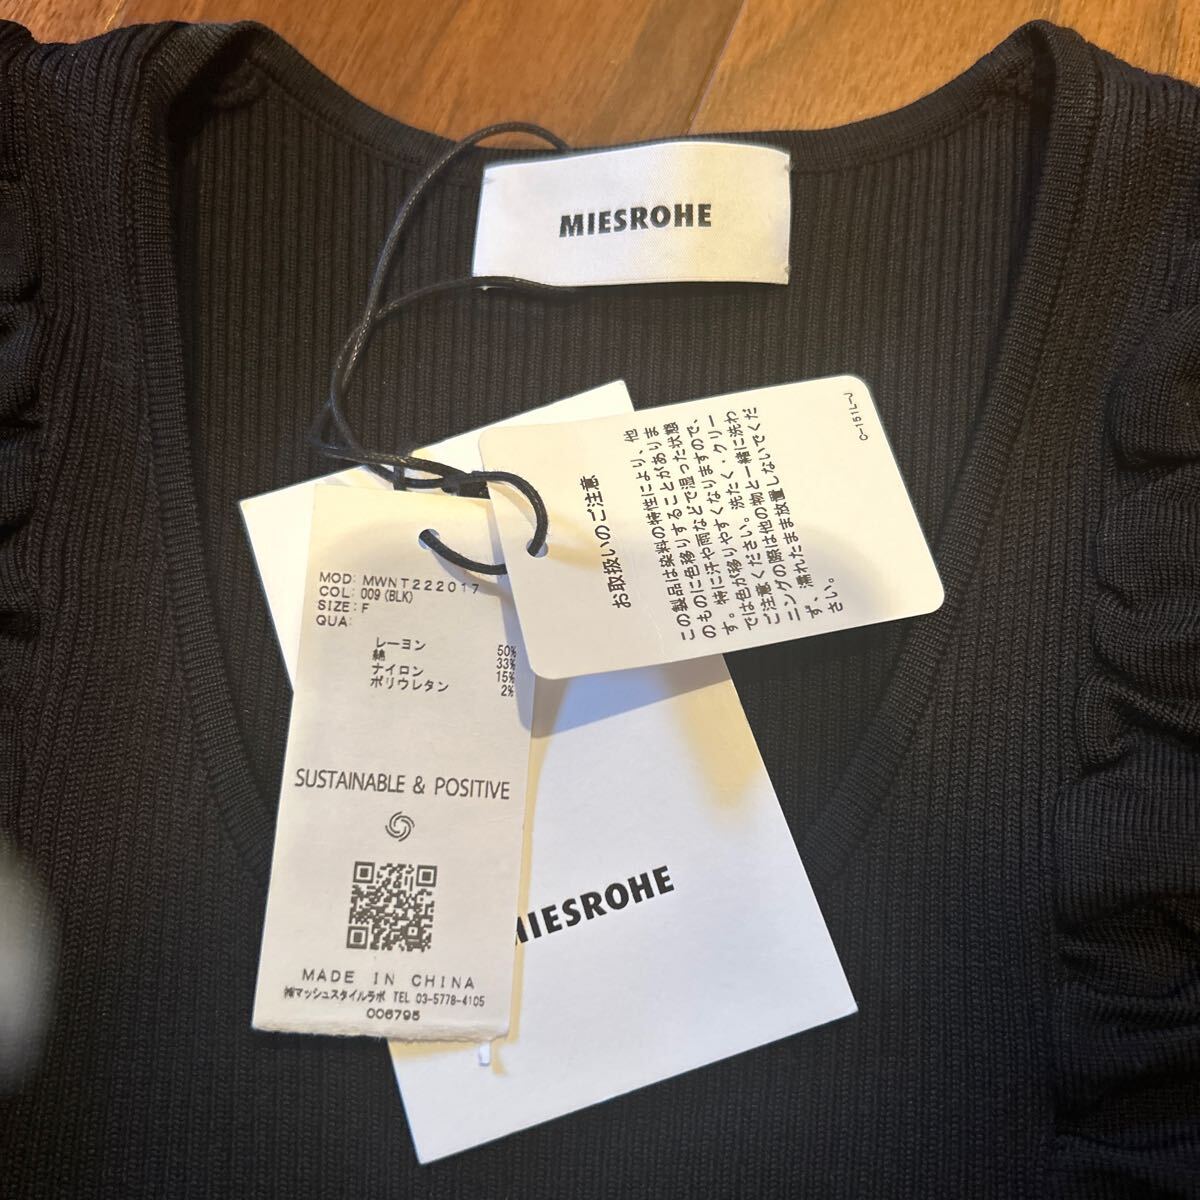 MIESROHE
お取扱いのご注意
この製品は染料の特性により、他
のものに色移りすることがありま
す。特に汗や雨などで湿った状態
では色が移りやすくなりますので、
ご注意ください。洗たく・クリー
ニングの際は他の物と一緒に洗わ
ず、濡れたまま放置しないでくだ
さい。
C-151L-J
MOD: MWNT222017
COL: 009 (BLK)
SIZE: F
QUA:
レーヨン 50%
綿 33%
ナイロン 15%
ポリウレタン 2%
SUSTAINABLE & POSITIVE
MADE IN CHINA
㈱マッシュスタイルラボ TEL 03-5778-4105
006795
MIESROHE